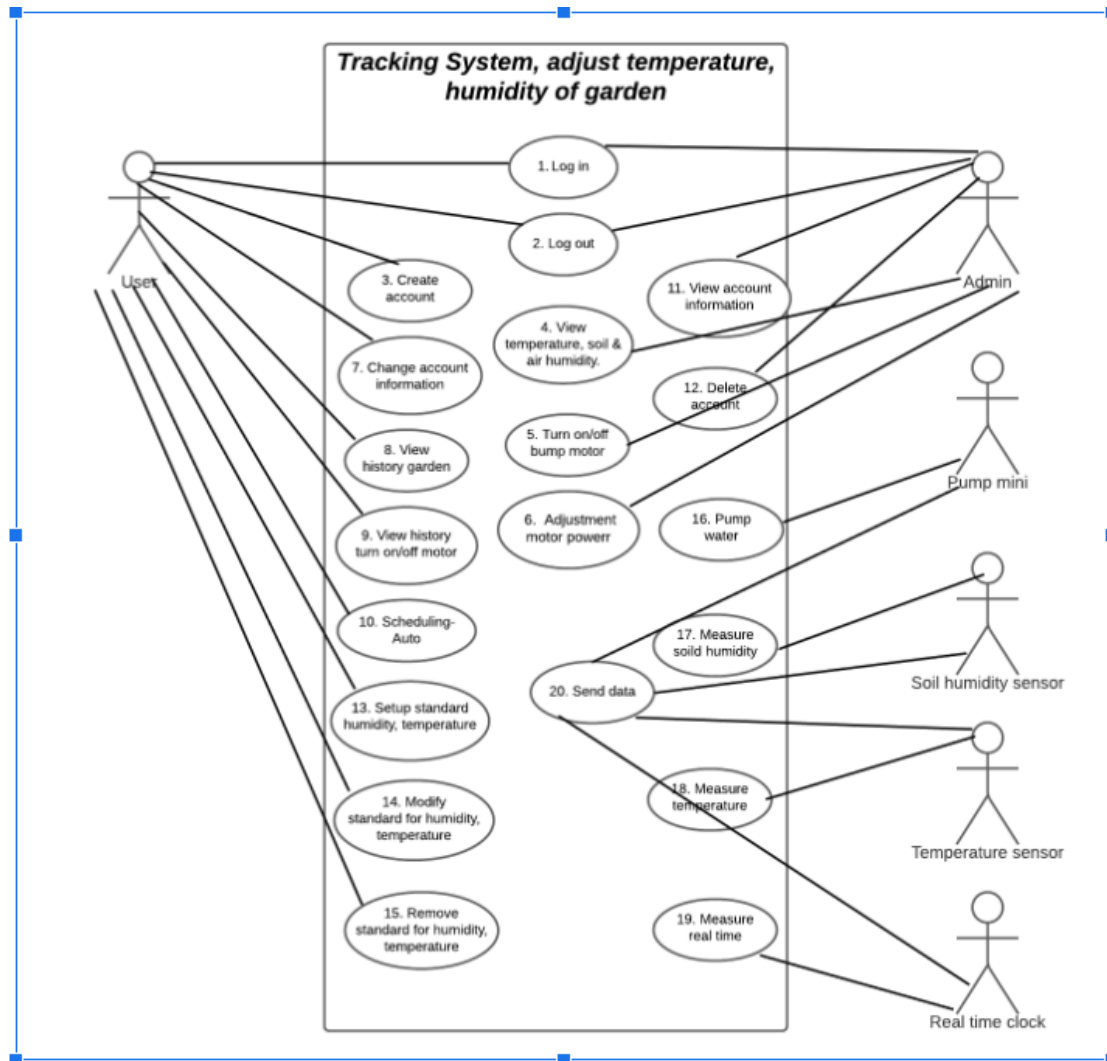 Tracking System, adjust temperature,
humidity of garden
1. Log in
2. Log out
3. Create
account
11. View account
information
User
Admin
4. View
temperature, soil &
air humidity.
7. Change account
information
12. Delete
account
5. Turn on/off
bump motor
8. View
history garden
Pump mini
6. Adjustment
motor powerr
16. Pump
water
9. View history
turn on/off motor
10. Scheduling-
Auto
17. Measure
soild humidity
20. Send data
Soil humidity sensor
13. Setup standard
humidity, temperature
18. Measure
temperature
14. Modify
standard for humidity,
temperature
Temperature sensor
15. Remove
standard for humidity,
temperature
19. Measure
real time
Real time clock